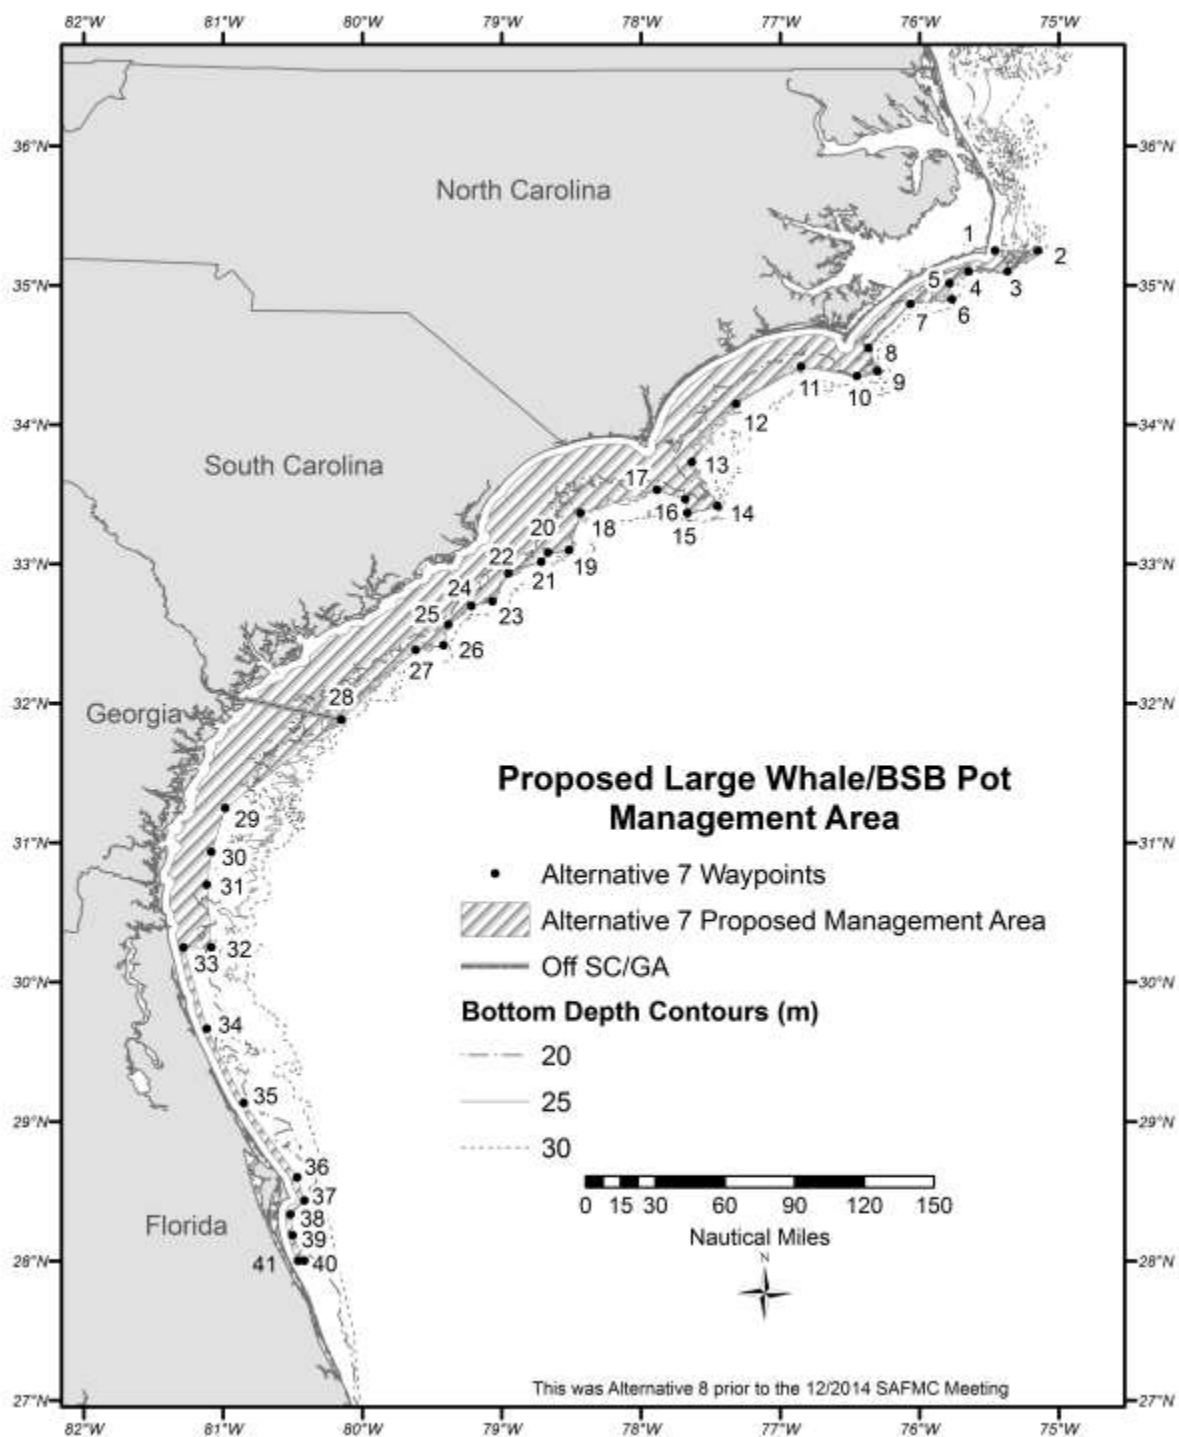 82°W 81°W 80°W 79°W 78°W 77°W 76°W 75°W
36°N 36°N
North Carolina
1
2
35°N 35°N
5 4 3
6
7
8
9
10
11
34°N 34°N
12
South Carolina
13
17
16 14
15
18
20
19
21
22
33°N 33°N
24
23
25
26
27
32°N 32°N
28
Georgia
Proposed Large Whale/BSB Pot
Management Area
29
31°N 31°N
30
31
32
33
30°N 30°N
34
35
29°N 29°N
36
37
38
39
Florida
41 40
28°N 28°N
27°N 27°N
• Alternative 7 Waypoints
Alternative 7 Proposed Management Area
Off SC/GA
Bottom Depth Contours (m)
20
25
30
0 15 30 60 90 120 150
Nautical Miles
N
This was Alternative 8 prior to the 12/2014 SAFMC Meeting
82°W 81°W 80°W 79°W 78°W 77°W 76°W 75°W